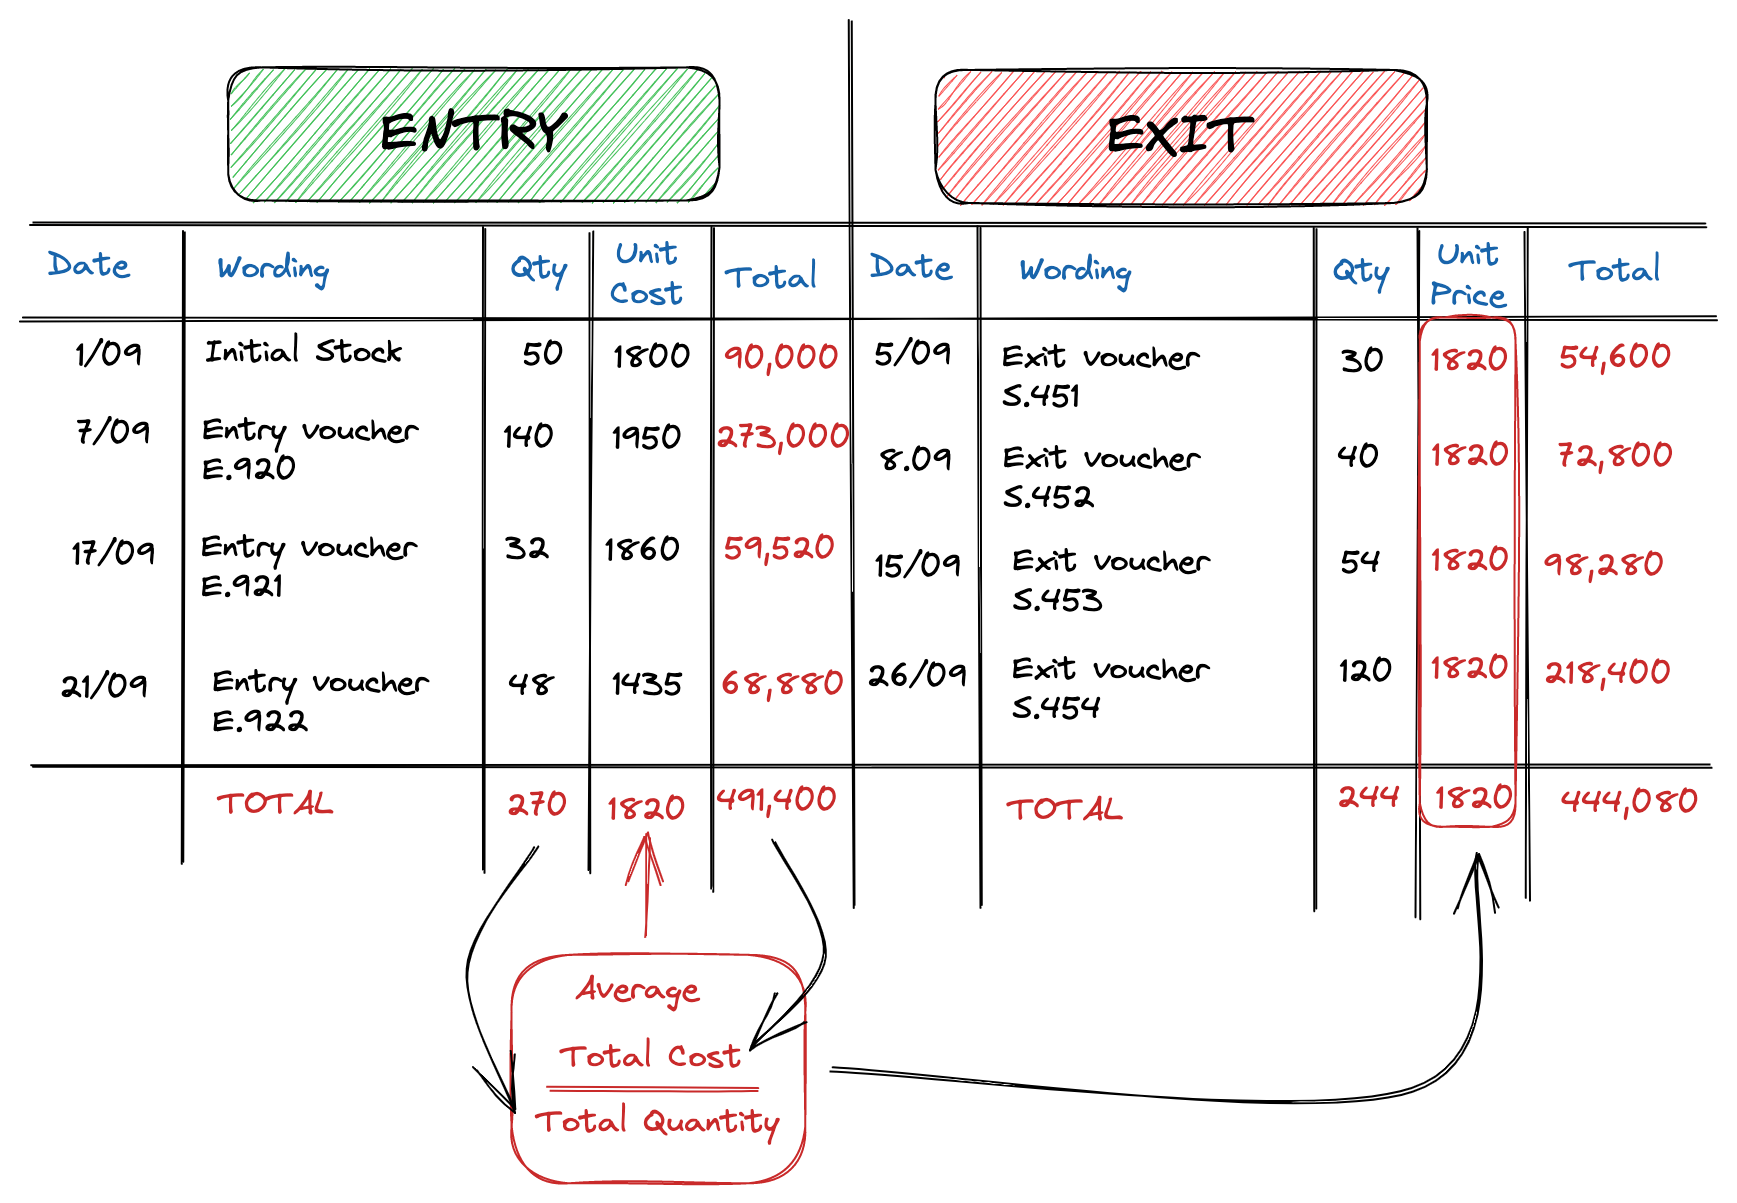 ENTRY
EXIT
Date Wording Qty Unit Cost Total Date Wording Qty Unit Price Total
1/09 Initial Stock 50 1800 90,000 5/09 Exit voucher S.451 30 1820 54,600
7/09 Entry voucher E.920 140 1950 273,000 8.09 Exit voucher S.452 40 1820 72,800
17/09 Entry voucher E.921 32 1860 59,520 15/09 Exit voucher S.453 54 1820 98,280
21/09 Entry voucher E.922 48 1435 68,880 26/09 Exit voucher S.454 120 1820 218,400
TOTAL 270 1820 491,400 TOTAL 244 1820 444,080
Average
Total Cost
Total Quantity